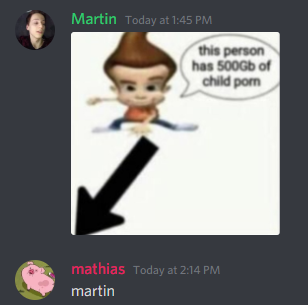 Martin Today at 1:45 PM
this person
has 500Gb of
child porn
mathias Today at 2:14 PM
martin